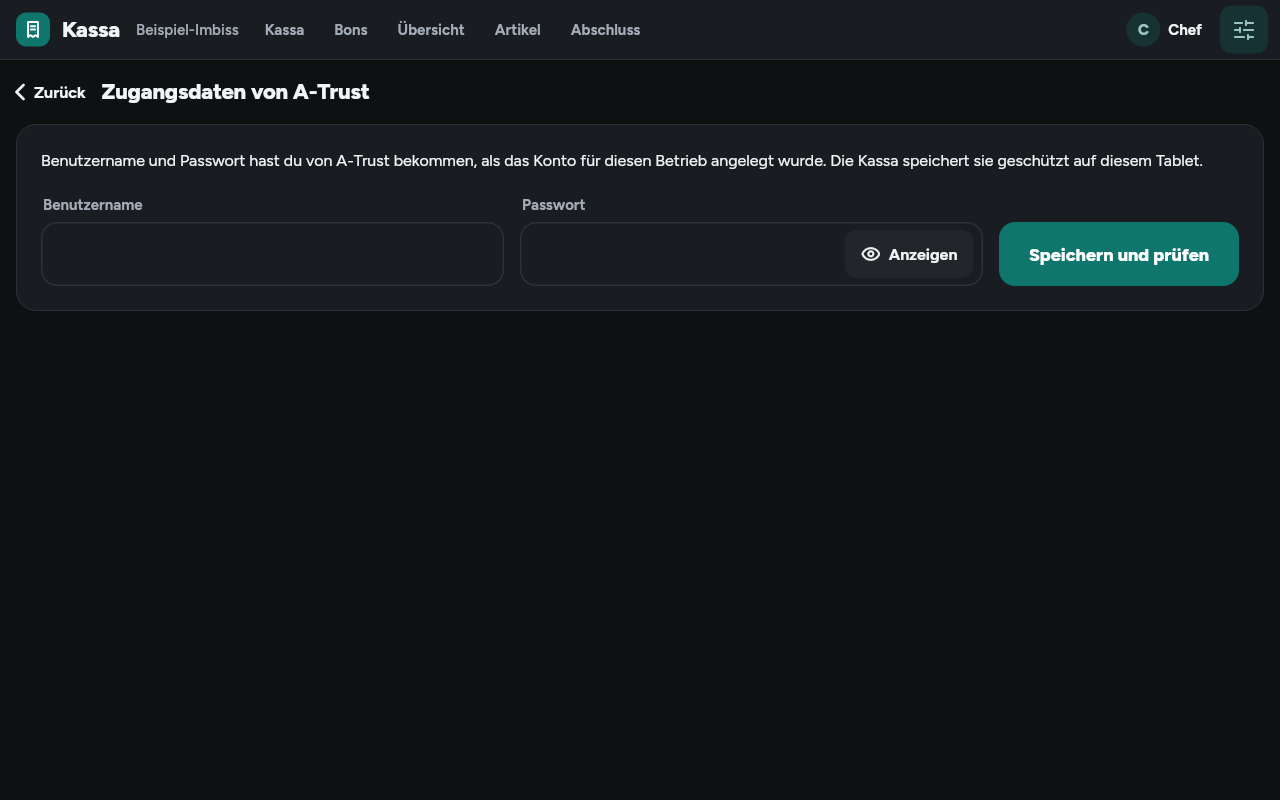 Kassa Beispiel-Imbiss Kassa Bons Übersicht Artikel Abschluss C Chef
Zurück Zugangsdaten von A-Trust
Benutzername und Passwort hast du von A-Trust bekommen, als das Konto für diesen Betrieb angelegt wurde. Die Kassa speichert sie geschützt auf diesem Tablet.
Benutzername Passwort
Anzeigen Speichern und prüfen